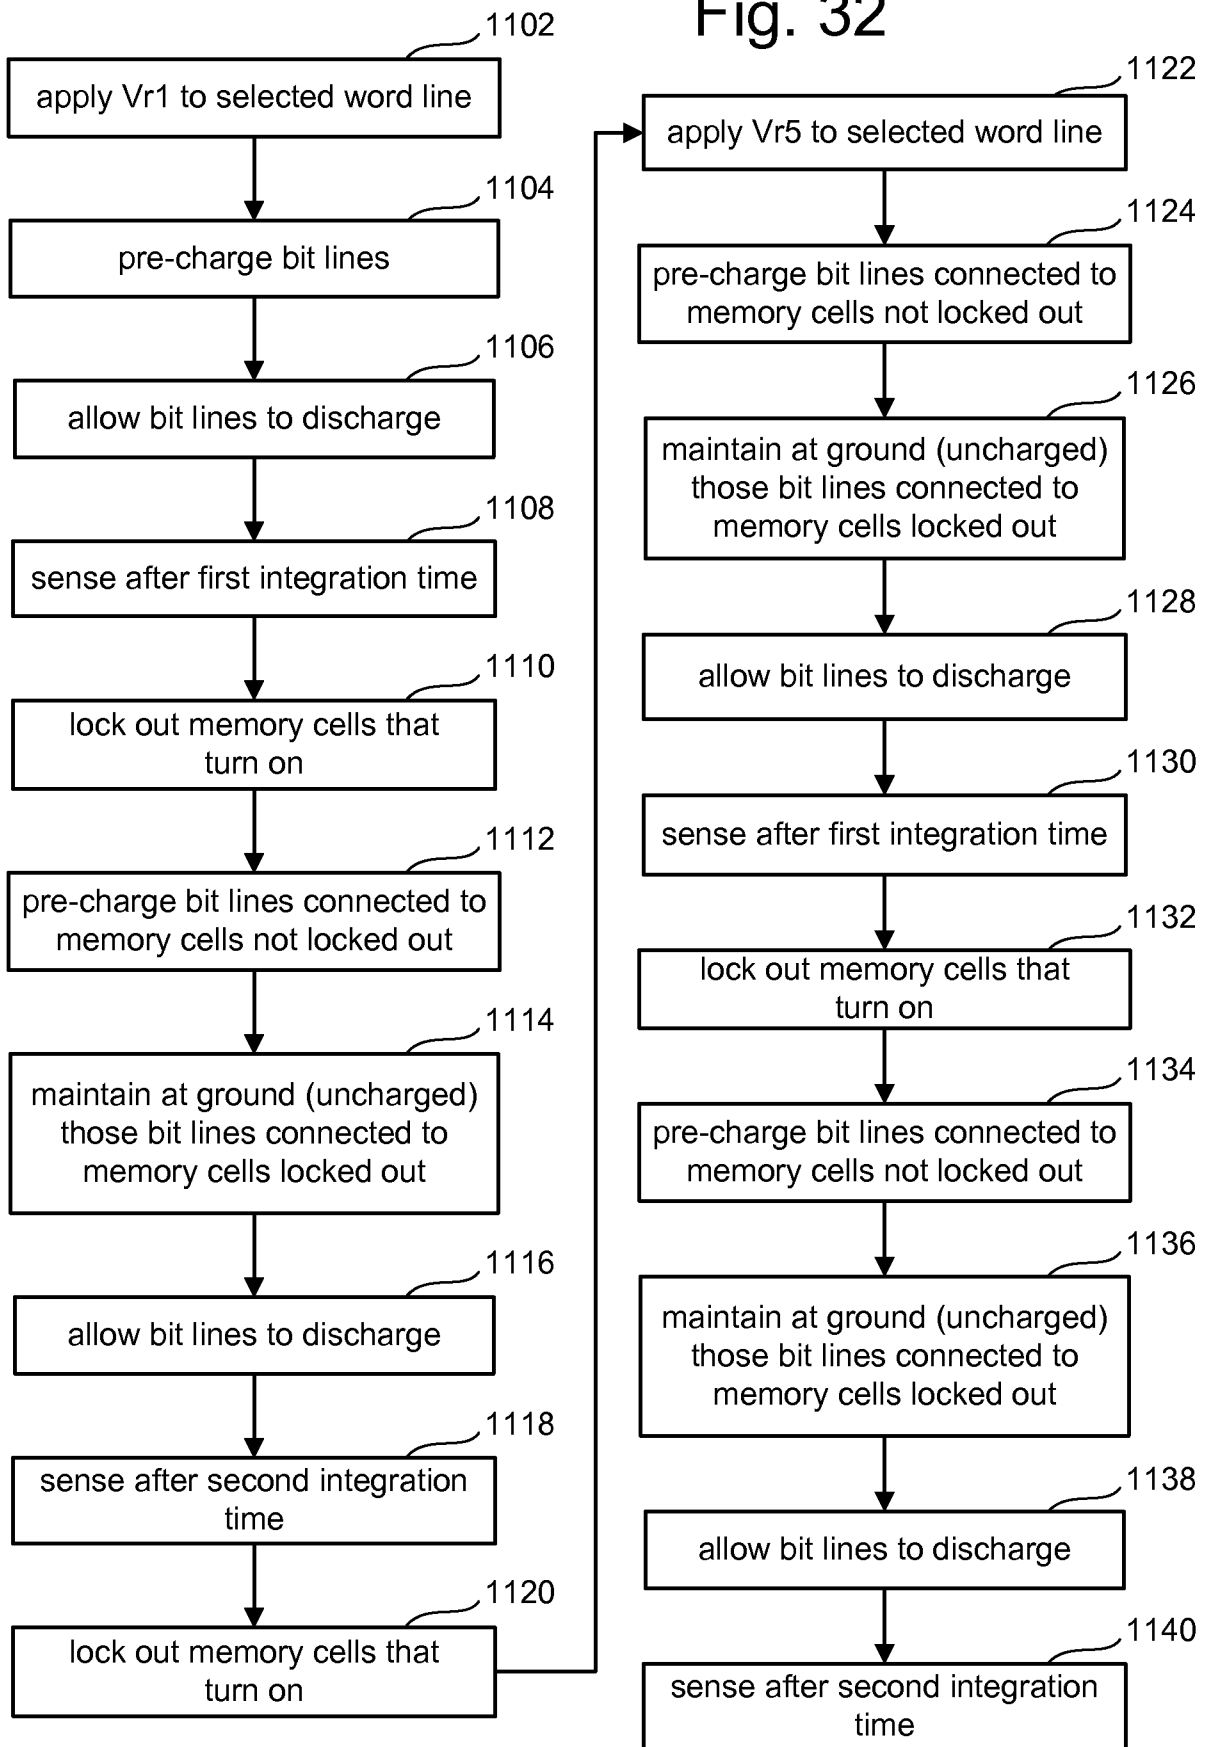 Fig. 32
1102
apply Vr1 to selected word line
1104
pre-charge bit lines
1106
allow bit lines to discharge
1108
sense after first integration time
1110
lock out memory cells that
turn on
1112
pre-charge bit lines connected to
memory cells not locked out
1114
maintain at ground (uncharged)
those bit lines connected to
memory cells locked out
1116
allow bit lines to discharge
1118
sense after second integration
time
1120
lock out memory cells that
turn on
1122
apply Vr5 to selected word line
1124
pre-charge bit lines connected to
memory cells not locked out
1126
maintain at ground (uncharged)
those bit lines connected to
memory cells locked out
1128
allow bit lines to discharge
1130
sense after first integration time
1132
lock out memory cells that
turn on
1134
pre-charge bit lines connected to
memory cells not locked out
1136
maintain at ground (uncharged)
those bit lines connected to
memory cells locked out
1138
allow bit lines to discharge
1140
sense after second integration
time